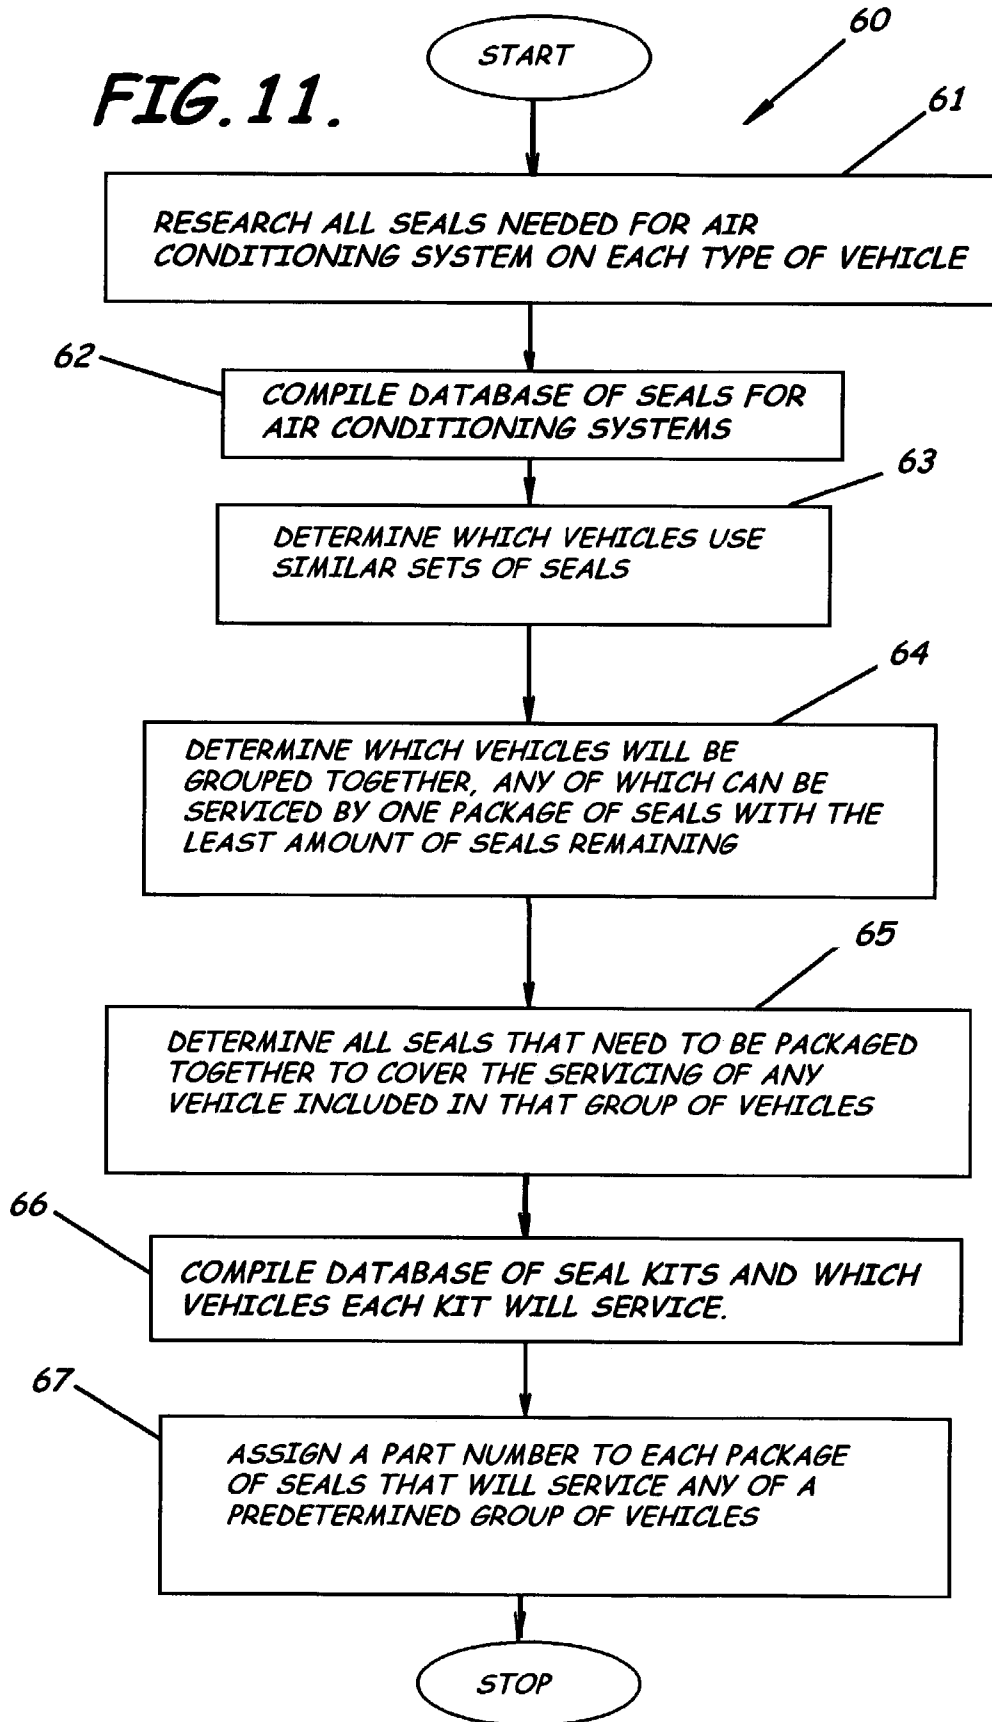 START
60
FIG. 11.
61
RESEARCH ALL SEALS NEEDED FOR AIR
CONDITIONING SYSTEM ON EACH TYPE OF VEHICLE
62
COMPILE DATABASE OF SEALS FOR
AIR CONDITIONING SYSTEMS
63
DETERMINE WHICH VEHICLES USE
SIMILAR SETS OF SEALS
64
DETERMINE WHICH VEHICLES WILL BE
GROUPED TOGETHER, ANY OF WHICH CAN BE
SERVICED BY ONE PACKAGE OF SEALS WITH THE
LEAST AMOUNT OF SEALS REMAINING
65
DETERMINE ALL SEALS THAT NEED TO BE PACKAGED
TOGETHER TO COVER THE SERVICING OF ANY
VEHICLE INCLUDED IN THAT GROUP OF VEHICLES
66
COMPILE DATABASE OF SEAL KITS AND WHICH
VEHICLES EACH KIT WILL SERVICE.
67
ASSIGN A PART NUMBER TO EACH PACKAGE
OF SEALS THAT WILL SERVICE ANY OF A
PREDETERMINED GROUP OF VEHICLES
STOP